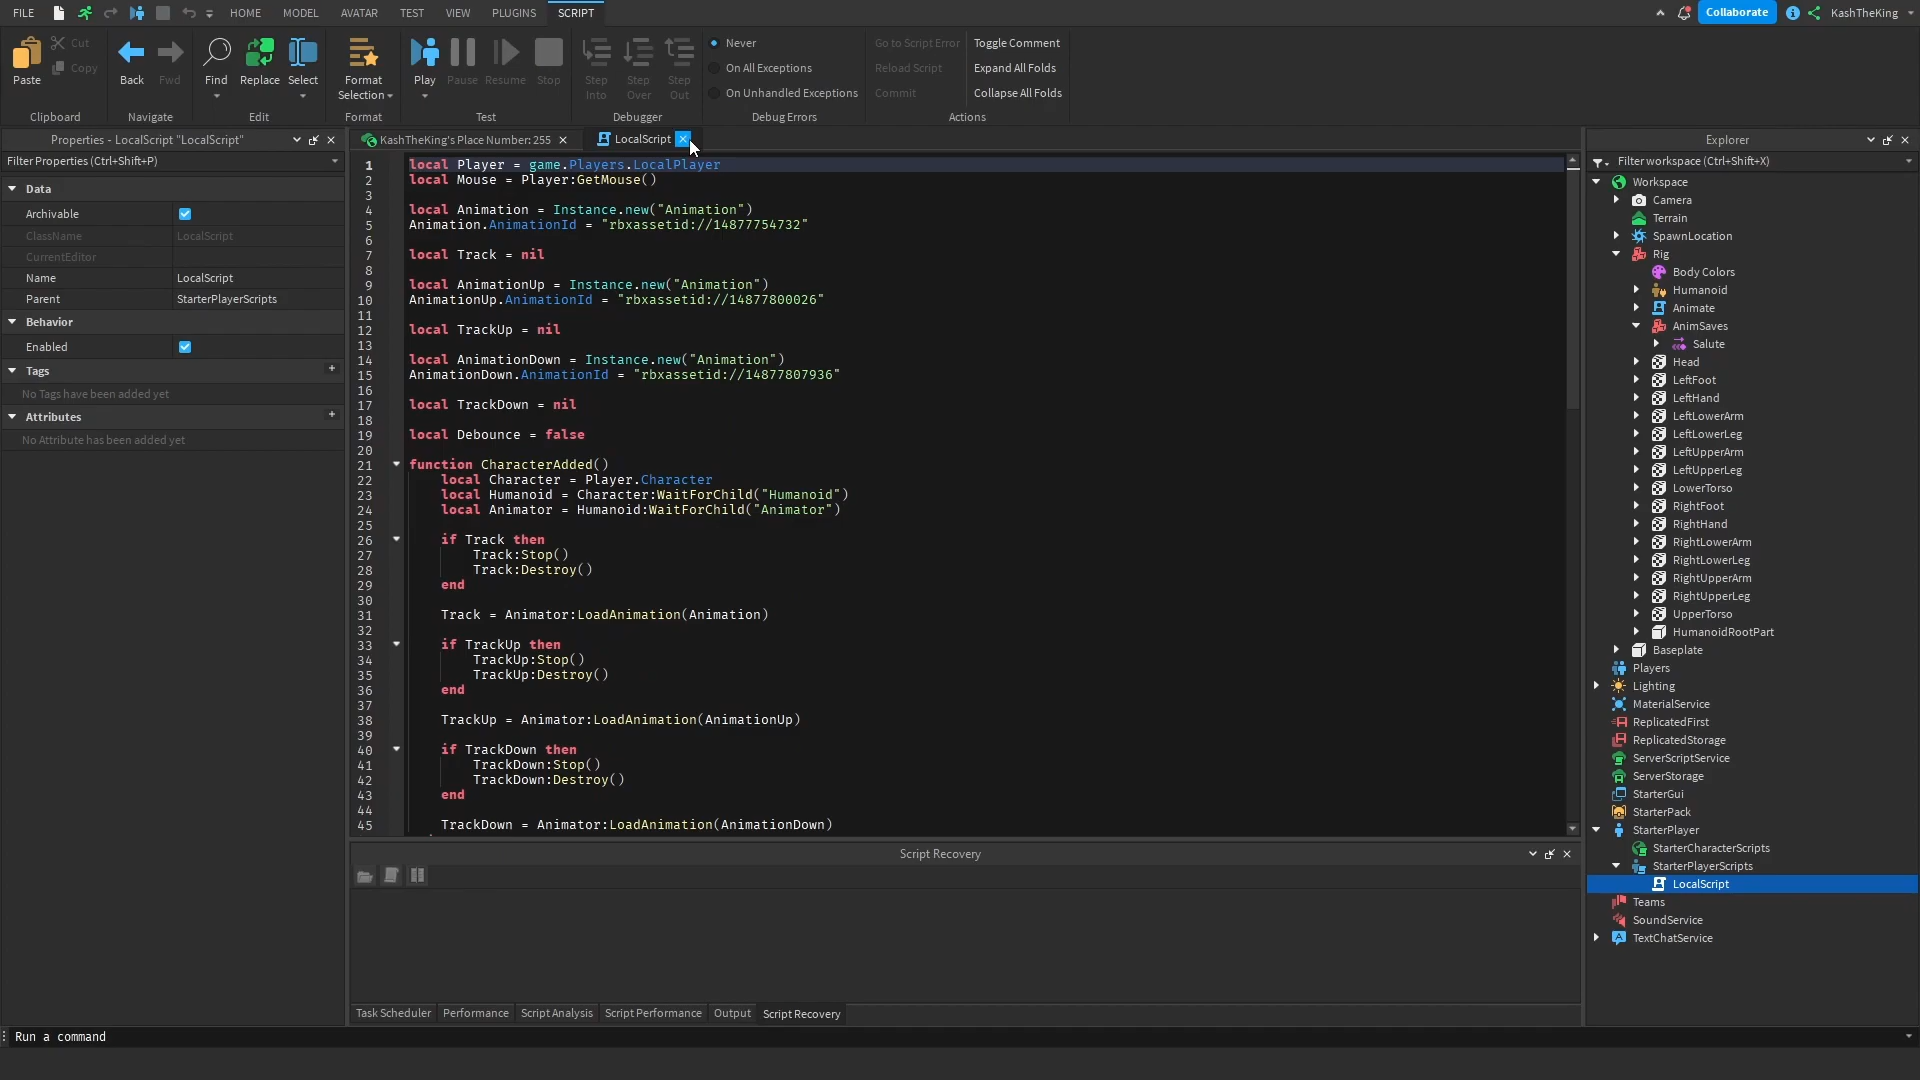 FILE
HOME
MODEL
AVATAR
TEST
VIEW
PLUGINS
SCRIPT
Collaborate
KashTheKing
Paste
Cut
Copy
Clipboard
Back
Fwd
Navigate
Find
Replace
Select
Edit
Format
Selection
Format
Play
Pause
Resume
Stop
Test
Step
Into
Step
Over
Step
Out
Debugger
Never
On All Exceptions
On Unhandled Exceptions
Debug Errors
Go to Script Error
Reload Script
Commit
Toggle Comment
Expand All Folds
Collapse All Folds
Actions
Properties - LocalScript "LocalScript"
Filter Properties (Ctrl+Shift+P)
Data
Archivable
ClassName LocalScript
CurrentEditor
Name LocalScript
Parent StarterPlayerScripts
Behavior
Enabled
Tags +
No Tags have been added yet
Attributes +
No Attribute has been added yet
KashTheKing's Place Number: 255
LocalScript
1 local Player = game.Players.LocalPlayer
2 local Mouse = Player:GetMouse()
3
4 local Animation = Instance.new("Animation")
5 Animation.AnimationId = "rbxassetid://14877754732"
6
7 local Track = nil
8
9 local AnimationUp = Instance.new("Animation")
10 AnimationUp.AnimationId = "rbxassetid://14877800026"
11
12 local TrackUp = nil
13
14 local AnimationDown = Instance.new("Animation")
15 AnimationDown.AnimationId = "rbxassetid://14877807936"
16
17 local TrackDown = nil
18
19 local Debounce = false
20
21 function CharacterAdded()
22 local Character = Player.Character
23 local Humanoid = Character:WaitForChild("Humanoid")
24 local Animator = Humanoid:WaitForChild("Animator")
25
26 if Track then
27 Track:Stop()
28 Track:Destroy()
29 end
30
31 Track = Animator:LoadAnimation(Animation)
32
33 if TrackUp then
34 TrackUp:Stop()
35 TrackUp:Destroy()
36 end
37
38 TrackUp = Animator:LoadAnimation(AnimationUp)
39
40 if TrackDown then
41 TrackDown:Stop()
42 TrackDown:Destroy()
43 end
44
45 TrackDown = Animator:LoadAnimation(AnimationDown)
Script Recovery
Task Scheduler
Performance
Script Analysis
Script Performance
Output
Script Recovery
Run a command
Explorer
Filter workspace (Ctrl+Shift+X)
Workspace
Camera
Terrain
SpawnLocation
Rig
Body Colors
Humanoid
Animate
AnimSaves
Salute
Head
LeftFoot
LeftHand
LeftLowerArm
LeftLowerLeg
LeftUpperArm
LeftUpperLeg
LowerTorso
RightFoot
RightHand
RightLowerArm
RightLowerLeg
RightUpperArm
RightUpperLeg
UpperTorso
HumanoidRootPart
Baseplate
Players
Lighting
MaterialService
ReplicatedFirst
ReplicatedStorage
ServerScriptService
ServerStorage
StarterGui
StarterPack
StarterPlayer
StarterCharacterScripts
StarterPlayerScripts
LocalScript
Teams
SoundService
TextChatService